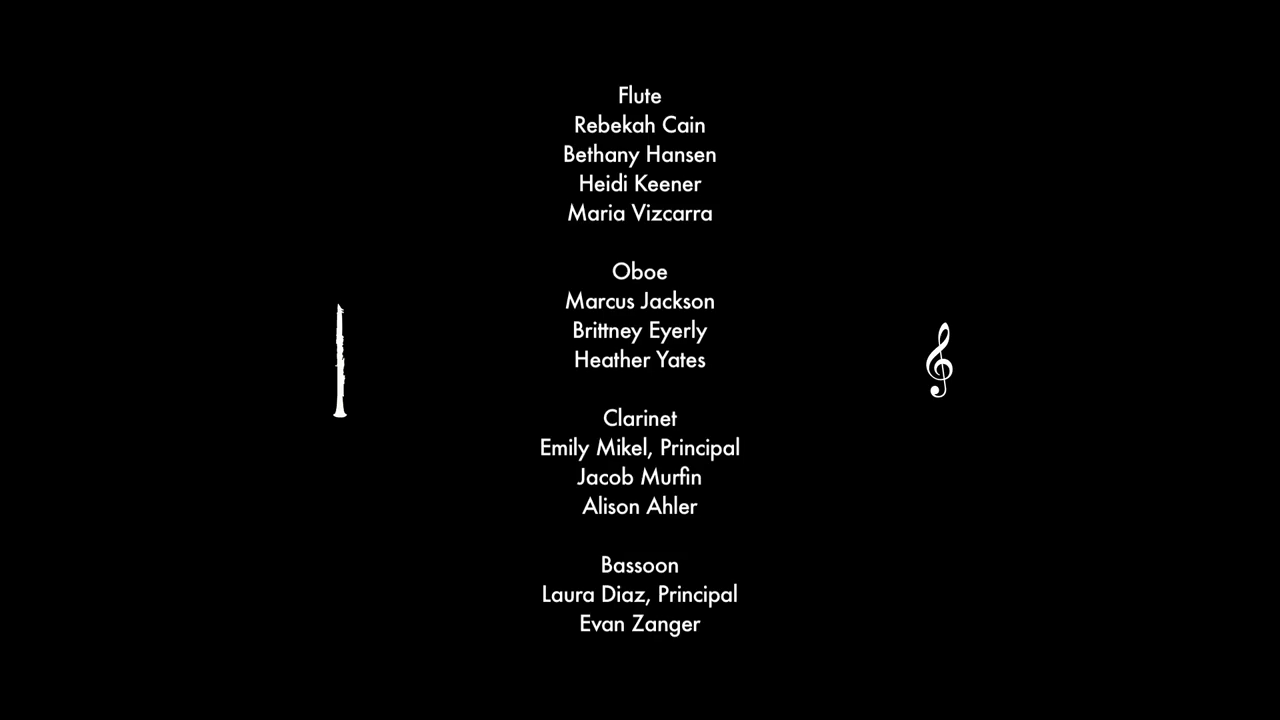 Flute
Rebekah Cain
Bethany Hansen
Heidi Keener
Maria Vizcarra
Oboe
Marcus Jackson
Brittney Eyerly
Heather Yates
Clarinet
Emily Mikel, Principal
Jacob Murfin
Alison Ahler
Bassoon
Laura Diaz, Principal
Evan Zanger